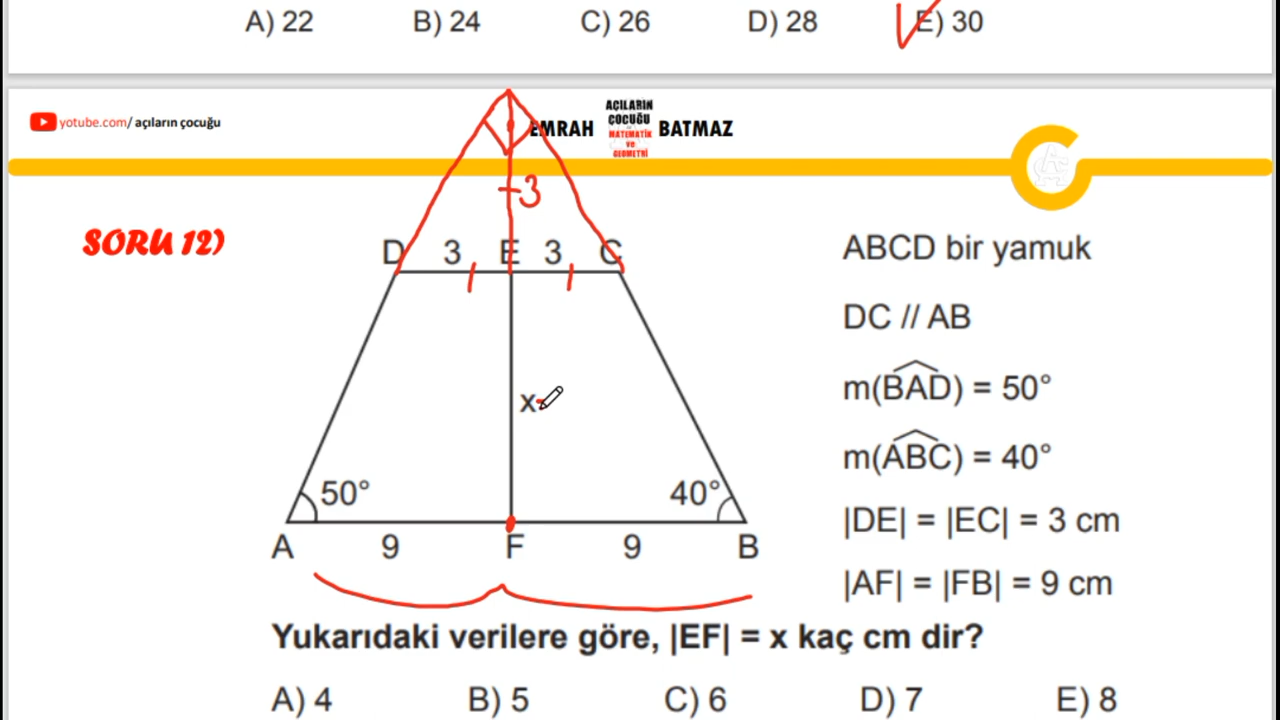 A) 22 B) 24 C) 26 D) 28 E) 30
yotube.com/ açıların çocuğu
EMRAH
AÇILARIN
ÇOCUĞU
MATEMATİK
ve
GEOMETRİ
BATMAZ
SORU 12)
3
D 3 E 3 C
x
50° 40°
A 9 F 9 B
ABCD bir yamuk
DC // AB
m(BAD) = 50°
m(ABC) = 40°
|DE| = |EC| = 3 cm
|AF| = |FB| = 9 cm
Yukarıdaki verilere göre, |EF| = x kaç cm dir?
A) 4 B) 5 C) 6 D) 7 E) 8